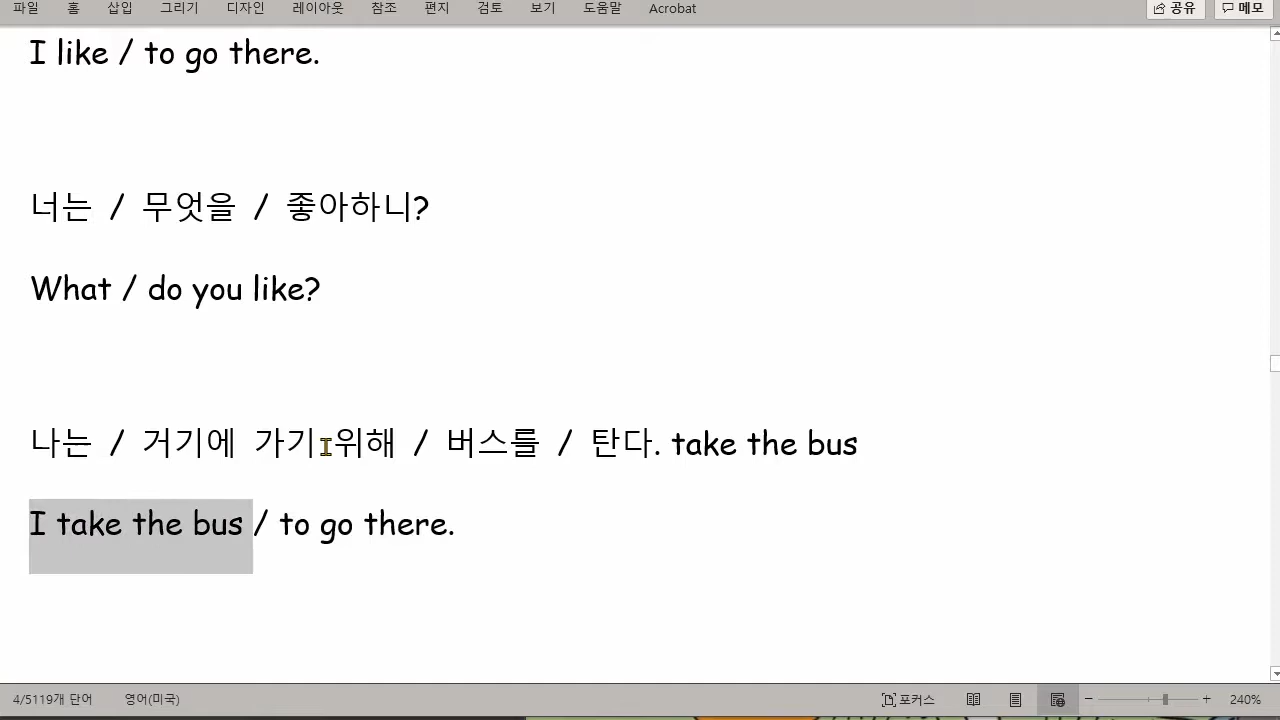 파일 홈 삽입 그리기 디자인 레이아웃 참조 편지 검토 보기 도움말 Acrobat 공유 메모
I like / to go there.
너는 / 무엇을 / 좋아하니?
What / do you like?
나는 / 거기에 가기 위해 / 버스를 / 탄다. take the bus
I take the bus / to go there.
4/5119개 단어 영어(미국) 포커스 240%